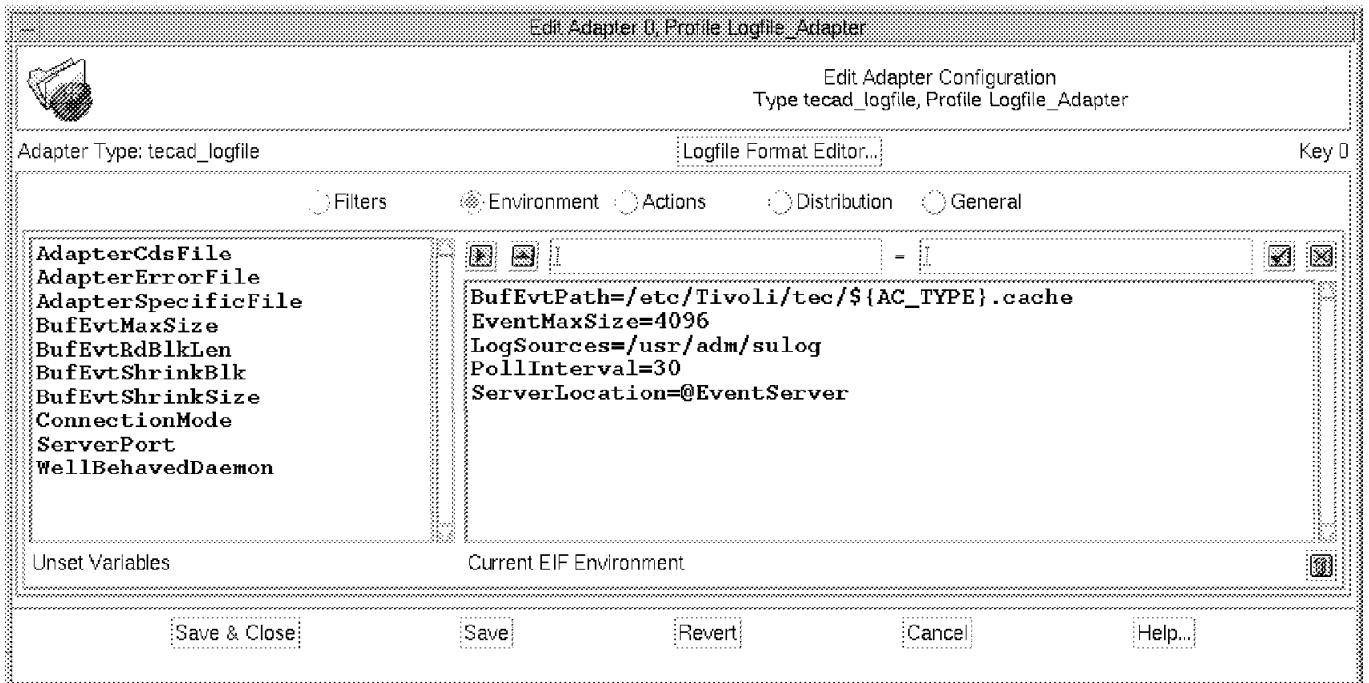 Edit Adapter 0, Profile Logfile_Adapter
Edit Adapter Configuration
Type tecad_logfile, Profile Logfile_Adapter
Adapter Type: tecad_logfile
Logfile Format Editor...
Key 0
Filters
Environment
Actions
Distribution
General
AdapterCdsFile
AdapterErrorFile
AdapterSpecificFile
BufEvtMaxSize
BufEvtRdBlkLen
BufEvtShrinkBlk
BufEvtShrinkSize
ConnectionMode
ServerPort
WellBehavedDaemon
=
BufEvtPath=/etc/Tivoli/tec/${AC_TYPE}.cache
EventMaxSize=4096
LogSources=/usr/adm/sulog
PollInterval=30
ServerLocation=@EventServer
Unset Variables
Current EIF Environment
Save & Close
Save
Revert
Cancel
Help...